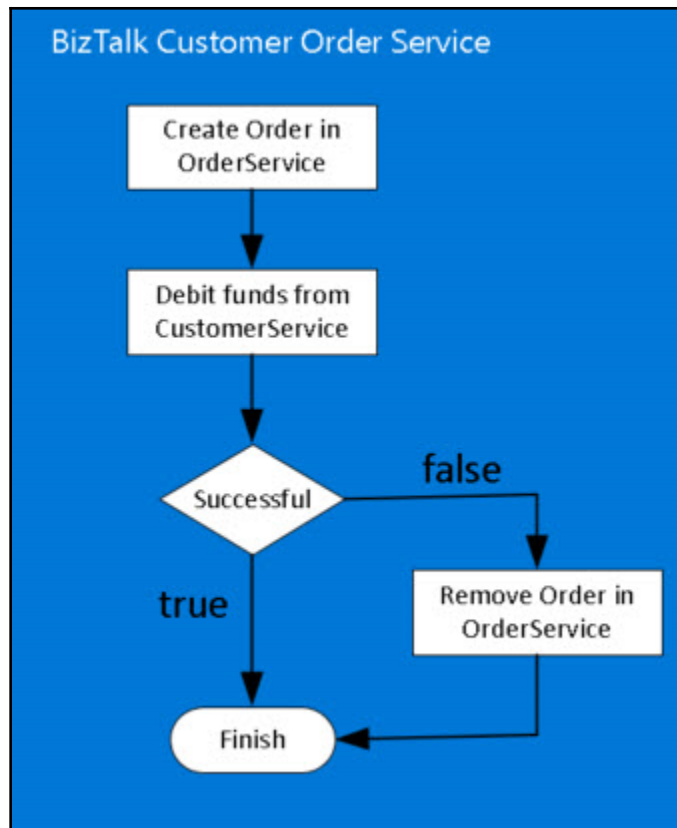 BizTalk Customer Order Service
Create Order in
OrderService
Debit funds from
CustomerService
Successful
false
true
Remove Order in
OrderService
Finish